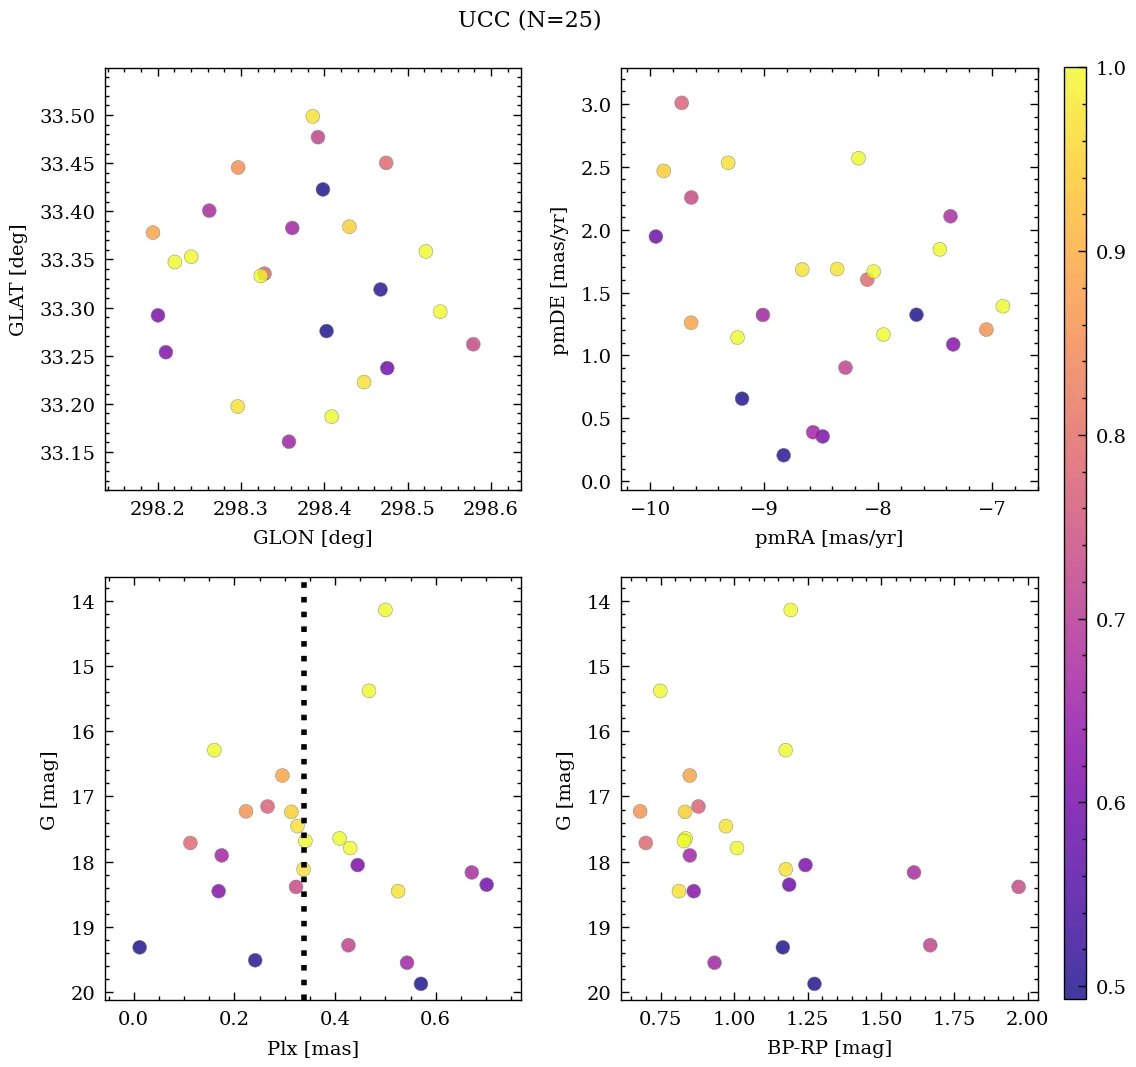 UCC (N=25)
33.50
33.45
33.40
33.35
33.30
33.25
33.20
33.15
GLAT [deg]
298.2 298.3 298.4 298.5 298.6
GLON [deg]
3.0
2.5
2.0
1.5
1.0
0.5
0.0
pmDE [mas/yr]
−10 −9 −8 −7
pmRA [mas/yr]
1.0
0.9
0.8
0.7
0.6
0.5
14
15
16
17
18
19
20
G [mag]
0.0 0.2 0.4 0.6
Plx [mas]
14
15
16
17
18
19
20
G [mag]
0.75 1.00 1.25 1.50 1.75 2.00
BP-RP [mag]